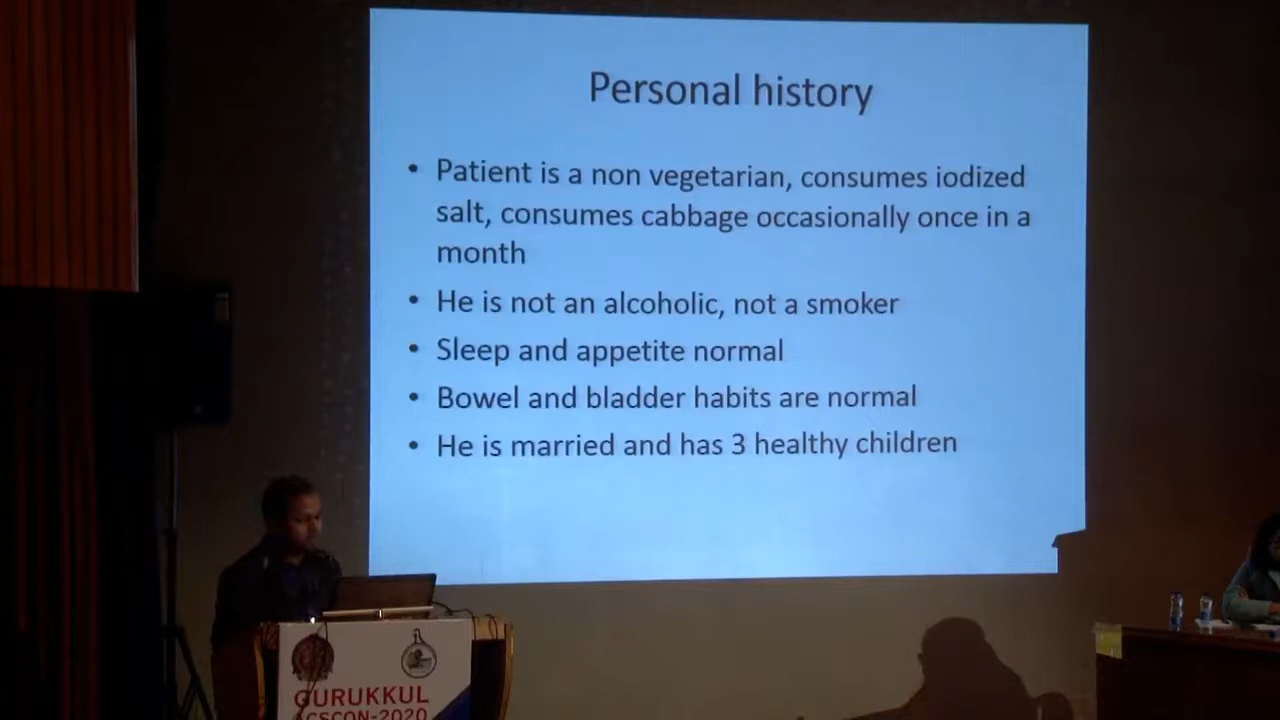 Personal history
• Patient is a non vegetarian, consumes iodized
salt, consumes cabbage occasionally once in a
month
• He is not an alcoholic, not a smoker
• Sleep and appetite normal
• Bowel and bladder habits are normal
• He is married and has 3 healthy children
GURUKKUL
ACSCON-2020